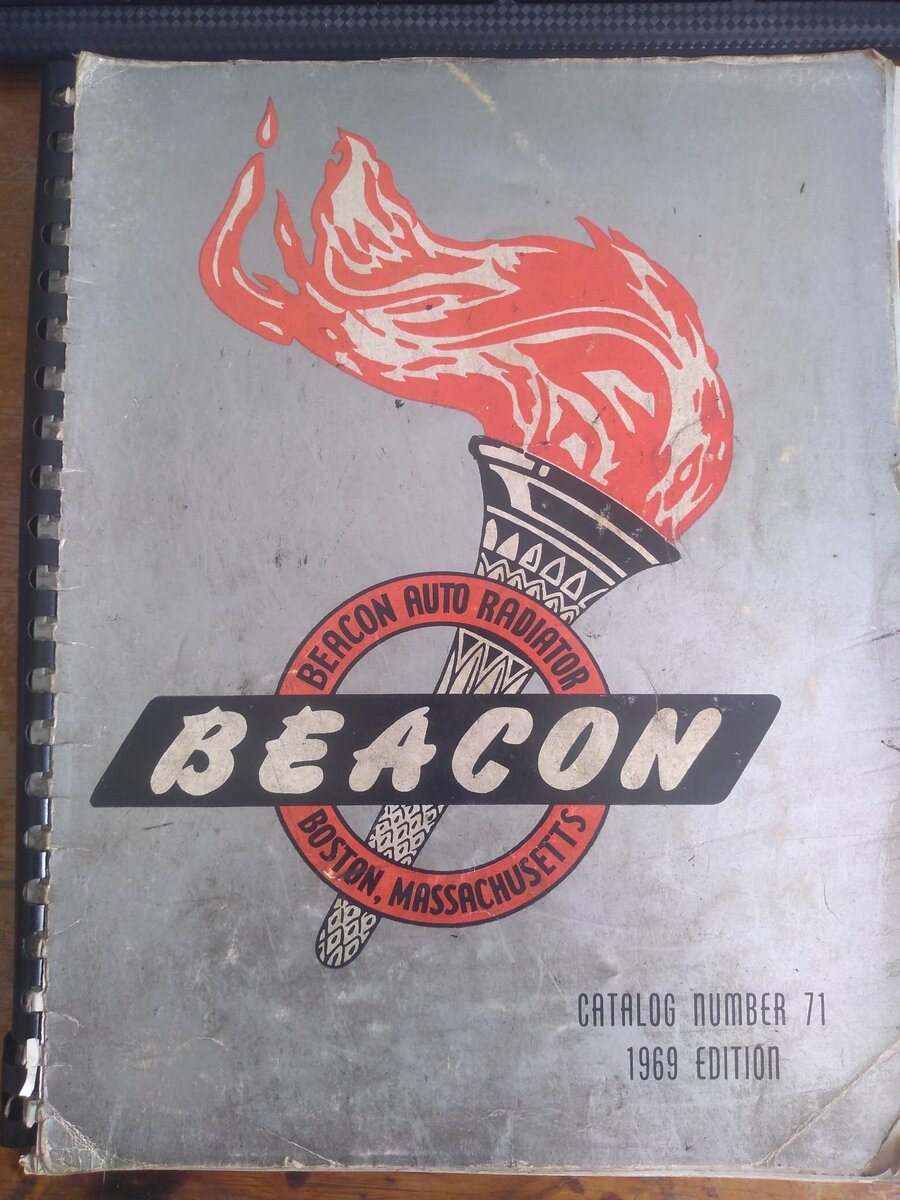 BEACON AUTO RADIATOR
BEACON
BOSTON, MASSACHUSETTS
CATALOG NUMBER 71
1969 EDITION